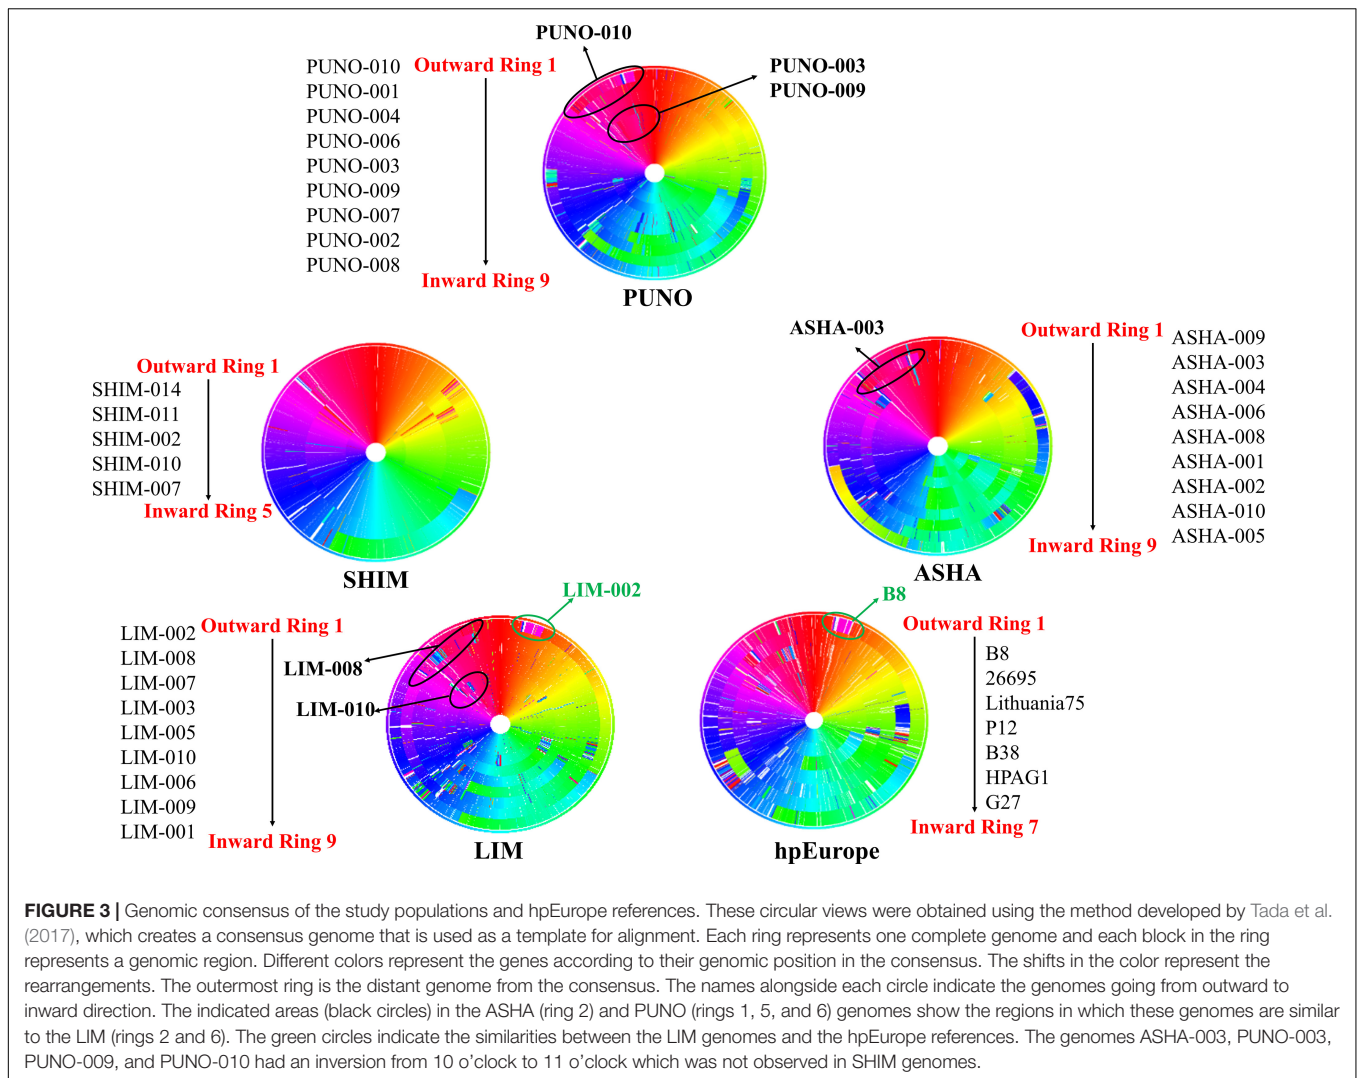 PUNO-010
PUNO-010
PUNO-001
PUNO-004
PUNO-006
PUNO-003
PUNO-009
PUNO-007
PUNO-002
PUNO-008
Outward Ring 1
Inward Ring 9
PUNO-003
PUNO-009
PUNO
Outward Ring 1
SHIM-014
SHIM-011
SHIM-002
SHIM-010
SHIM-007
Inward Ring 5
SHIM
ASHA-003
Outward Ring 1
ASHA-009
ASHA-003
ASHA-004
ASHA-006
ASHA-008
ASHA-001
ASHA-002
ASHA-010
ASHA-005
Inward Ring 9
ASHA
LIM-002
LIM-008
LIM-007
LIM-003
LIM-005
LIM-010
LIM-006
LIM-009
LIM-001
Outward Ring 1
Inward Ring 9
LIM-008
LIM-010
LIM-002
LIM
B8
Outward Ring 1
B8
26695
Lithuania75
P12
B38
HPAG1
G27
Inward Ring 7
hpEurope
FIGURE 3 | Genomic consensus of the study populations and hpEurope references. These circular views were obtained using the method developed by Tada et al.
(2017), which creates a consensus genome that is used as a template for alignment. Each ring represents one complete genome and each block in the ring
represents a genomic region. Different colors represent the genes according to their genomic position in the consensus. The shifts in the color represent the
rearrangements. The outermost ring is the distant genome from the consensus. The names alongside each circle indicate the genomes going from outward to
inward direction. The indicated areas (black circles) in the ASHA (ring 2) and PUNO (rings 1, 5, and 6) genomes show the regions in which these genomes are similar
to the LIM (rings 2 and 6). The green circles indicate the similarities between the LIM genomes and the hpEurope references. The genomes ASHA-003, PUNO-003,
PUNO-009, and PUNO-010 had an inversion from 10 o'clock to 11 o'clock which was not observed in SHIM genomes.